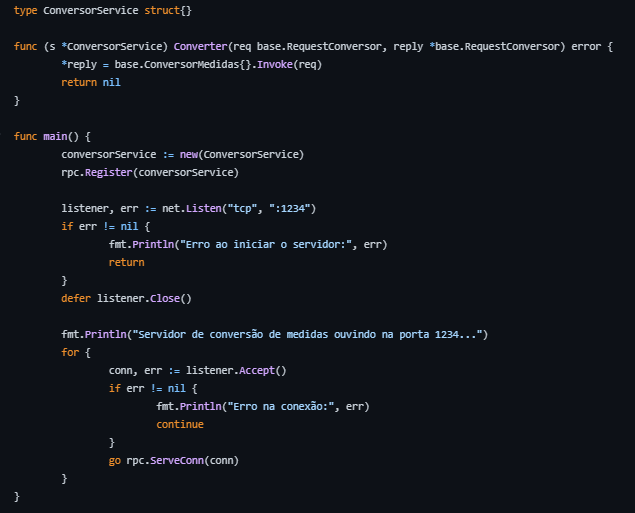 type ConversorService struct{}
func (s *ConversorService) Converter(req base.RequestConversor, reply *base.RequestConversor) error {
*reply = base.ConversorMedidas{}.Invoke(req)
return nil
}
func main() {
conversorService := new(ConversorService)
rpc.Register(conversorService)
listener, err := net.Listen("tcp", ":1234")
if err != nil {
fmt.Println("Erro ao iniciar o servidor:", err)
return
}
defer listener.Close()
fmt.Println("Servidor de conversão de medidas ouvindo na porta 1234...")
for {
conn, err := listener.Accept()
if err != nil {
fmt.Println("Erro na conexão:", err)
continue
}
go rpc.ServeConn(conn)
}
}